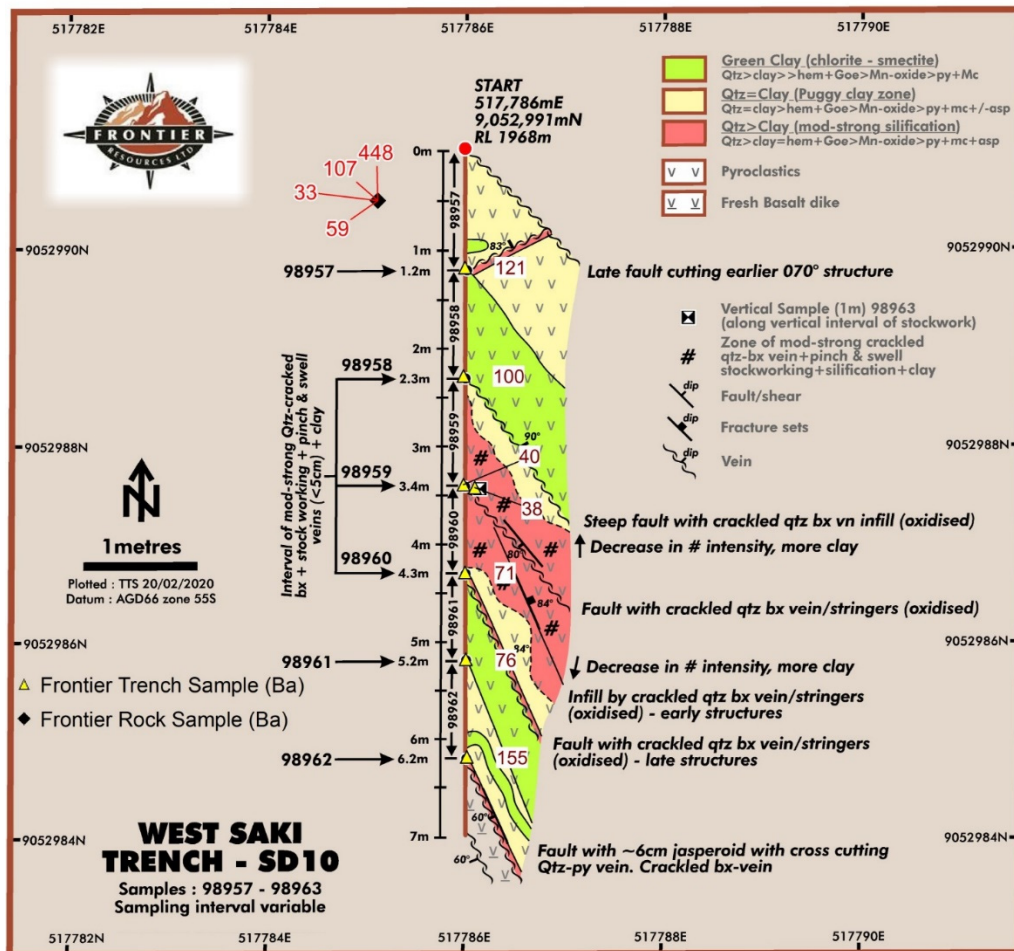 517782E 517784E 517786E 517788E 517790E
FRONTIER
RESOURCES LTD
START
517,786mE
9,052,991mN
RL 1968m
Green Clay (chlorite - smectite)
Qtz>clay>>hem+Goe>Mn-oxide>py+Mc
Qtz=Clay (Puggy clay zone)
Qtz=clay>hem+Goe>Mn-oxide>py+mc+/-asp
Qtz>Clay (mod-strong silification)
Qtz>clay=hem+Goe>Mn-oxide>py+mc+asp
Pyroclastics
Fresh Basalt dike
448
107
33
59
0m
98957
9052990N
1m
83°
9052990N
98957
1.2m
121
Late fault cutting earlier 070° structure
98958
Vertical Sample (1m) 98963
(along vertical interval of stockwork)
# Zone of mod-strong crackled
qtz-bx vein+pinch & swell
stockworking+silification+clay
dip
Fault/shear
dip
Fracture sets
dip
Vein
2m
98958
2.3m
100
Interval of mod-strong Qtz-cracked
bx + stock working + pinch & swell
veins (<5cm) + clay
98959
9052988N
3m
90°
9052988N
#
40
98959
3.4m
38
#
98960
Steep fault with crackled qtz bx vn infill (oxidised)
4m
# #
80°
Decrease in # intensity, more clay
98960
4.3m
71
#
N
1metres
Plotted : TTS 20/02/2020
Datum : AGD66 zone 55S
84°
Fault with crackled qtz bx vein/stringers (oxidised)
98961
#
9052986N
5m
84°
9052986N
98961
5.2m
76
Decrease in # intensity, more clay
Frontier Trench Sample (Ba)
Frontier Rock Sample (Ba)
98962
Infill by crackled qtz bx vein/stringers
(oxidised) - early structures
6m
98962
6.2m
155
Fault with crackled qtz bx vein/stringers
(oxidised) - late structures
60°
9052984N
7m
9052984N
60°
WEST SAKI
TRENCH - SD10
Samples : 98957 - 98963
Sampling interval variable
Fault with ~6cm jasperoid with cross cutting
Qtz-py vein. Crackled bx-vein
517782N 517784E 517786E 517788E 517790E